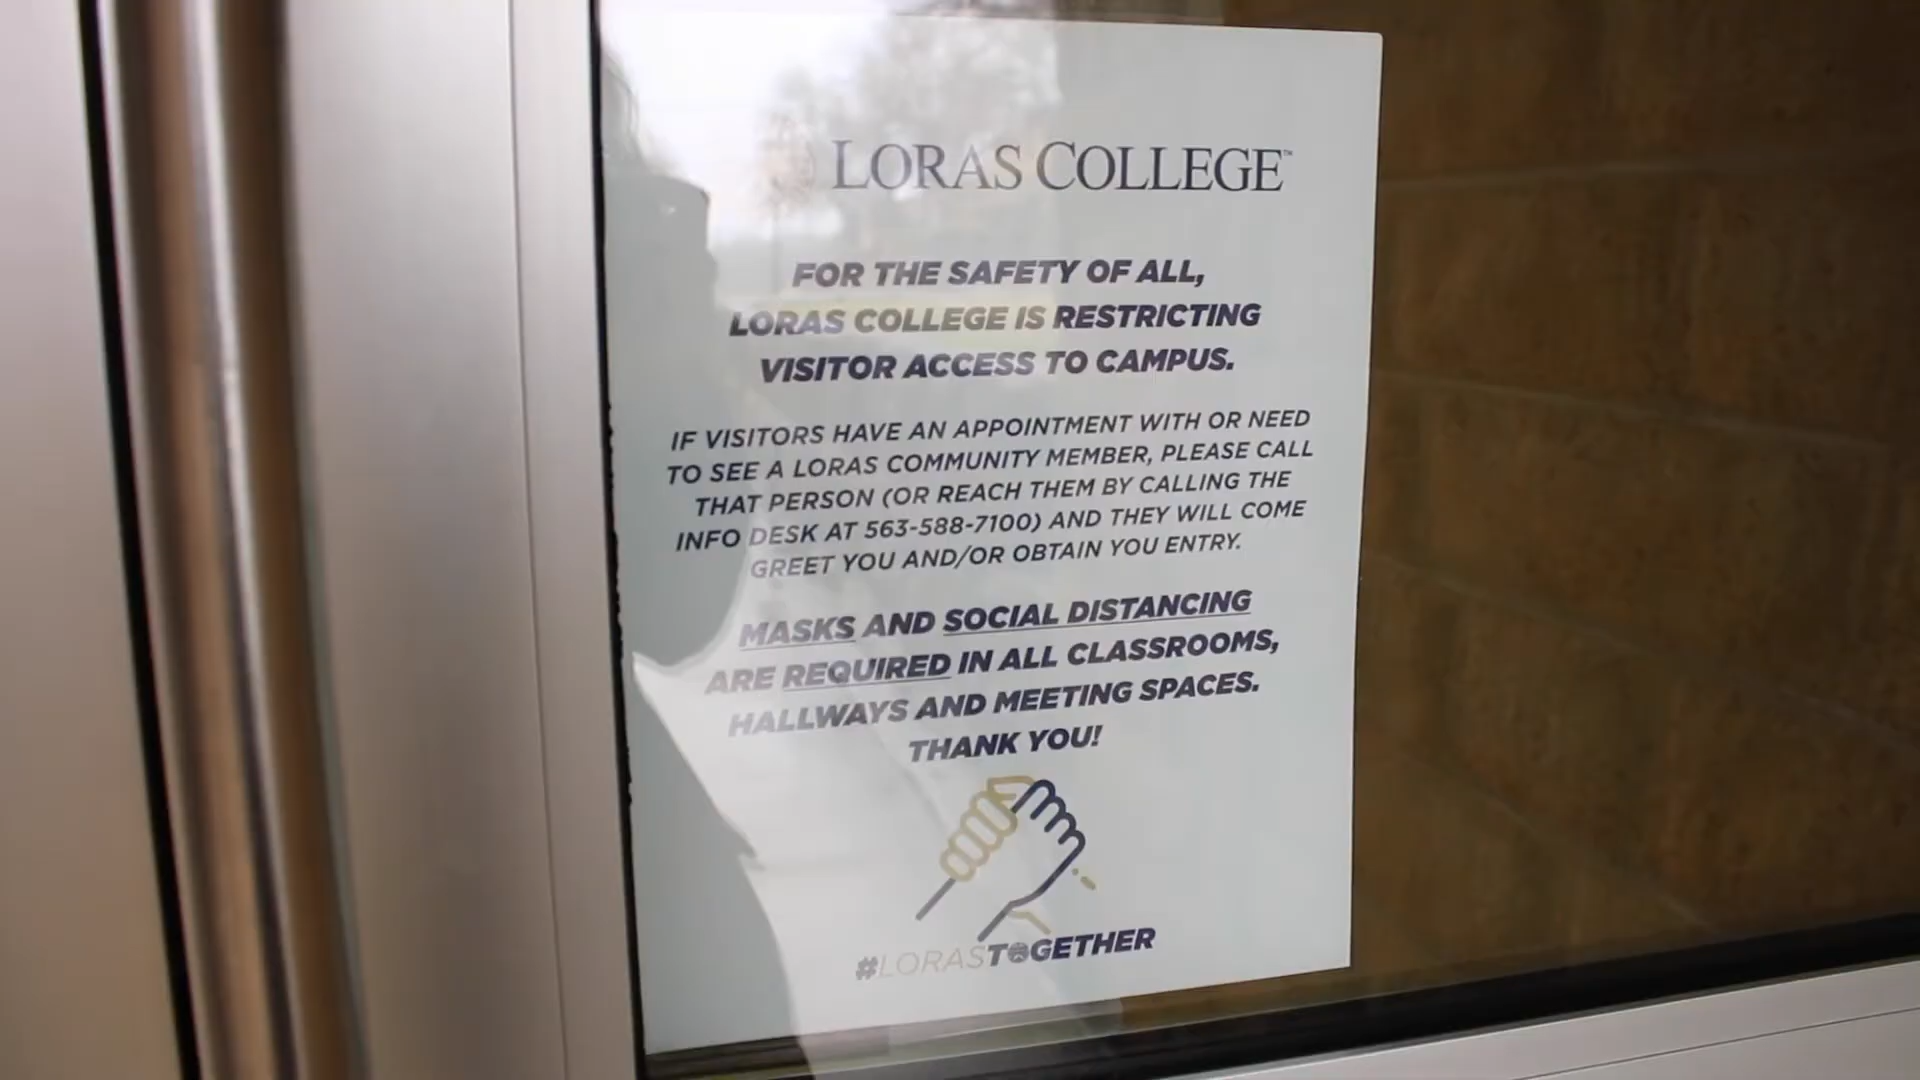 LORAS COLLEGE™
FOR THE SAFETY OF ALL,
LORAS COLLEGE IS RESTRICTING
VISITOR ACCESS TO CAMPUS.
IF VISITORS HAVE AN APPOINTMENT WITH OR NEED
TO SEE A LORAS COMMUNITY MEMBER, PLEASE CALL
THAT PERSON (OR REACH THEM BY CALLING THE
INFO DESK AT 563-588-7100) AND THEY WILL COME
GREET YOU AND/OR OBTAIN YOU ENTRY.
MASKS AND SOCIAL DISTANCING
ARE REQUIRED IN ALL CLASSROOMS,
HALLWAYS AND MEETING SPACES.
THANK YOU!
#LORASTOGETHER